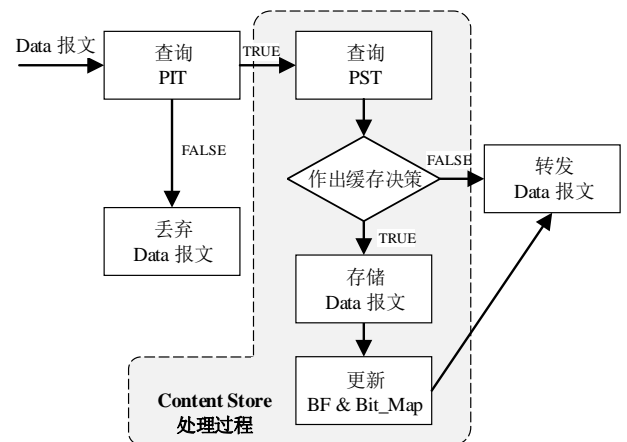 Data 报文
查询
PIT
TRUE
查询
PST
FALSE
作出缓存决策
FALSE
转发
Data 报文
丢弃
Data 报文
TRUE
存储
Data 报文
更新
BF & Bit_Map
Content Store
处理过程